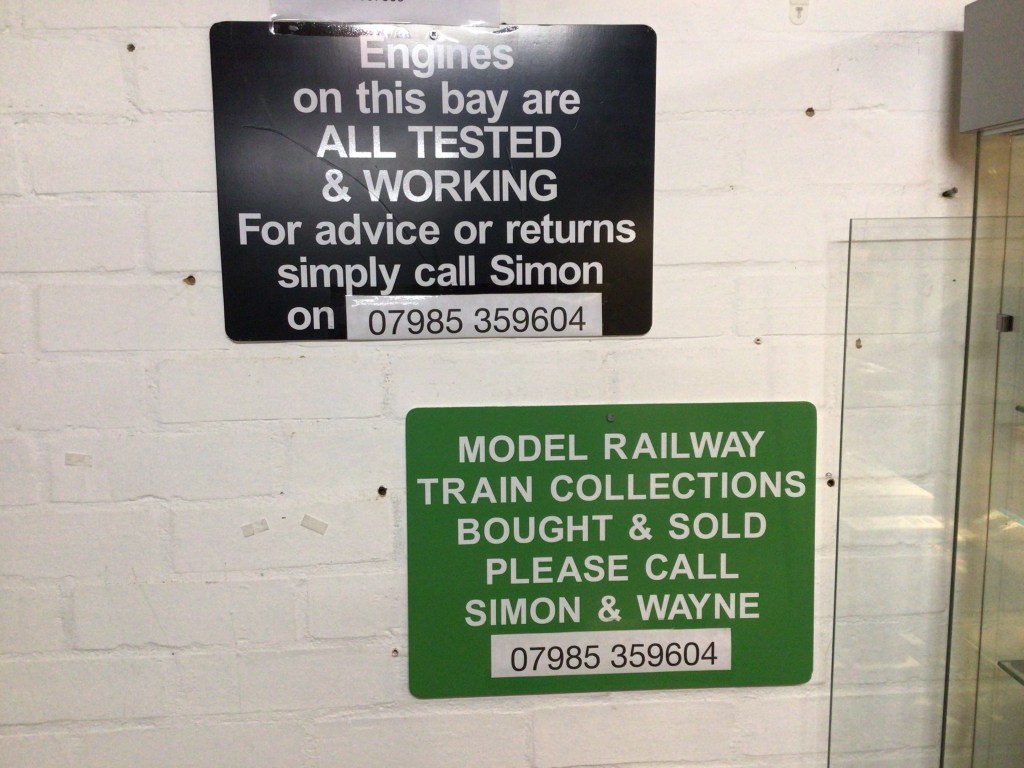 Engines
on this bay are
ALL TESTED
& WORKING
For advice or returns
simply call Simon
on 07985 359604
MODEL RAILWAY
TRAIN COLLECTIONS
BOUGHT & SOLD
PLEASE CALL
SIMON & WAYNE
07985 359604